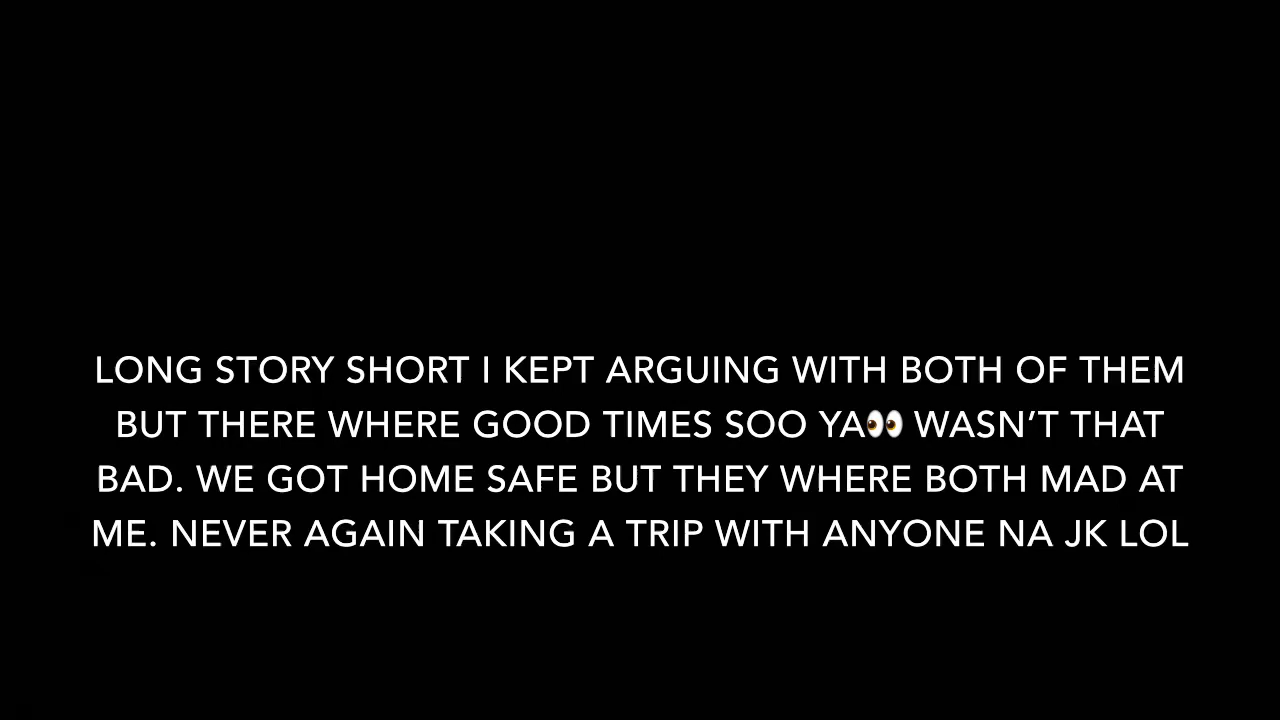 LONG STORY SHORT I KEPT ARGUING WITH BOTH OF THEM
BUT THERE WHERE GOOD TIMES SOO YA👀 WASN’T THAT
BAD. WE GOT HOME SAFE BUT THEY WHERE BOTH MAD AT
ME. NEVER AGAIN TAKING A TRIP WITH ANYONE NA JK LOL